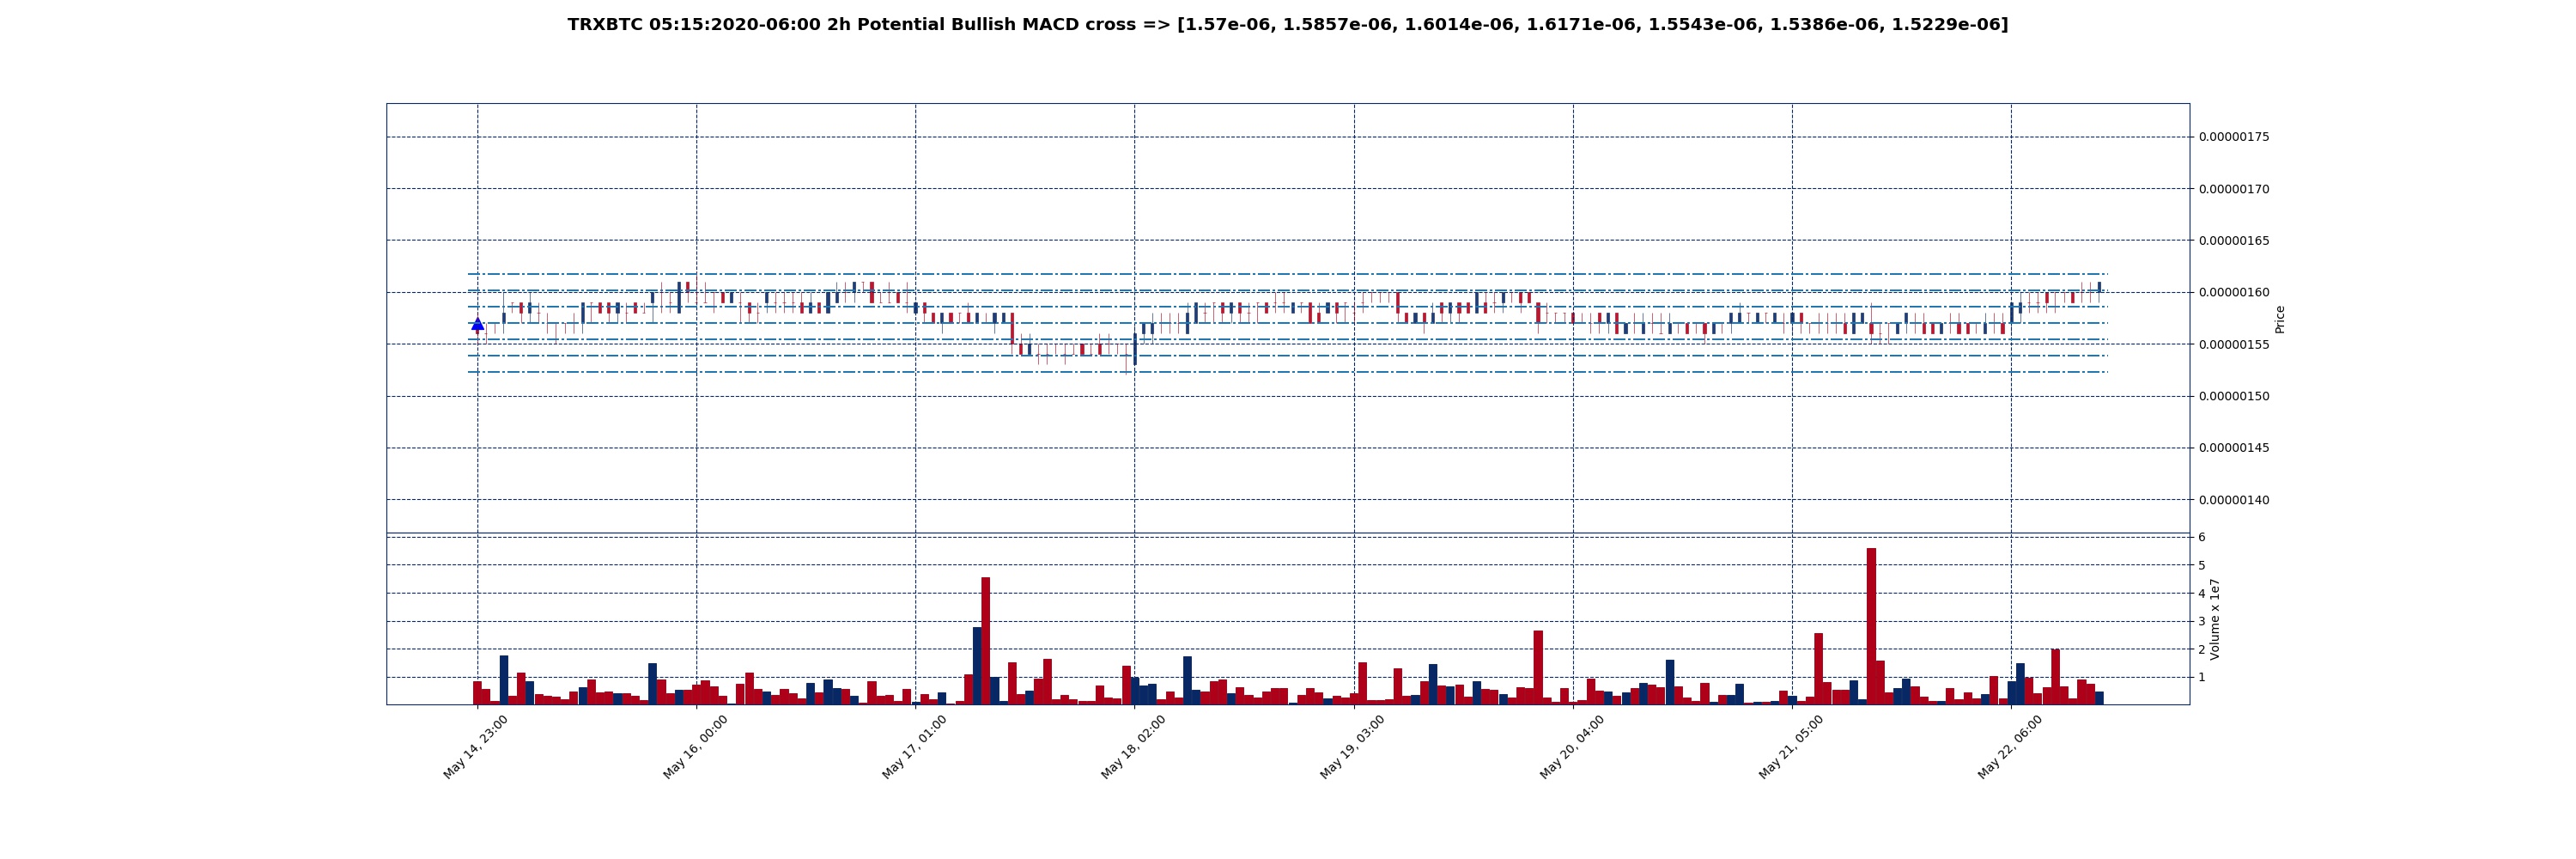 TRXBTC 05:15:2020-06:00 2h Potential Bullish MACD cross => [1.57e-06, 1.5857e-06, 1.6014e-06, 1.6171e-06, 1.5543e-06, 1.5386e-06, 1.5229e-06]
0.00000175
0.00000170
0.00000165
0.00000160
0.00000155
0.00000150
0.00000145
0.00000140
Price
6
5
4
3
2
1
Volume x 1e7
May 14, 23:00
May 16, 00:00
May 17, 01:00
May 18, 02:00
May 19, 03:00
May 20, 04:00
May 21, 05:00
May 22, 06:00